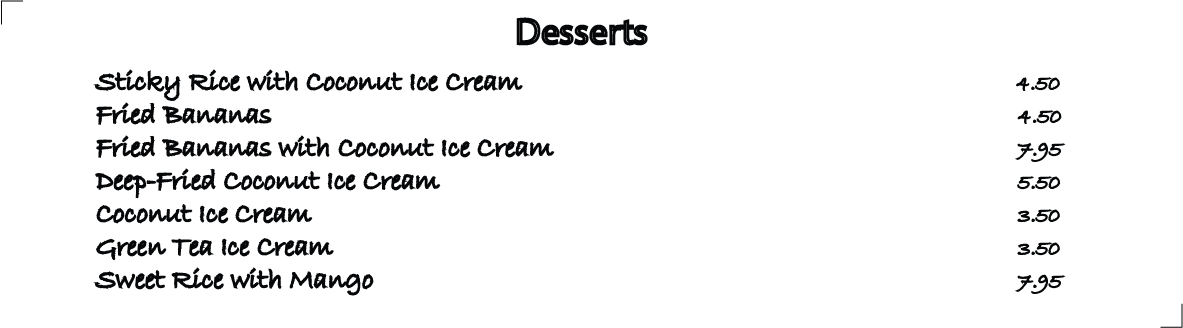 Desserts
Sticky Rice with Coconut Ice Cream 4.50
Fried Bananas 4.50
Fried Bananas with Coconut Ice Cream 7.95
Deep-Fried Coconut Ice Cream 5.50
Coconut Ice Cream 3.50
Green Tea Ice Cream 3.50
Sweet Rice with Mango 7.95